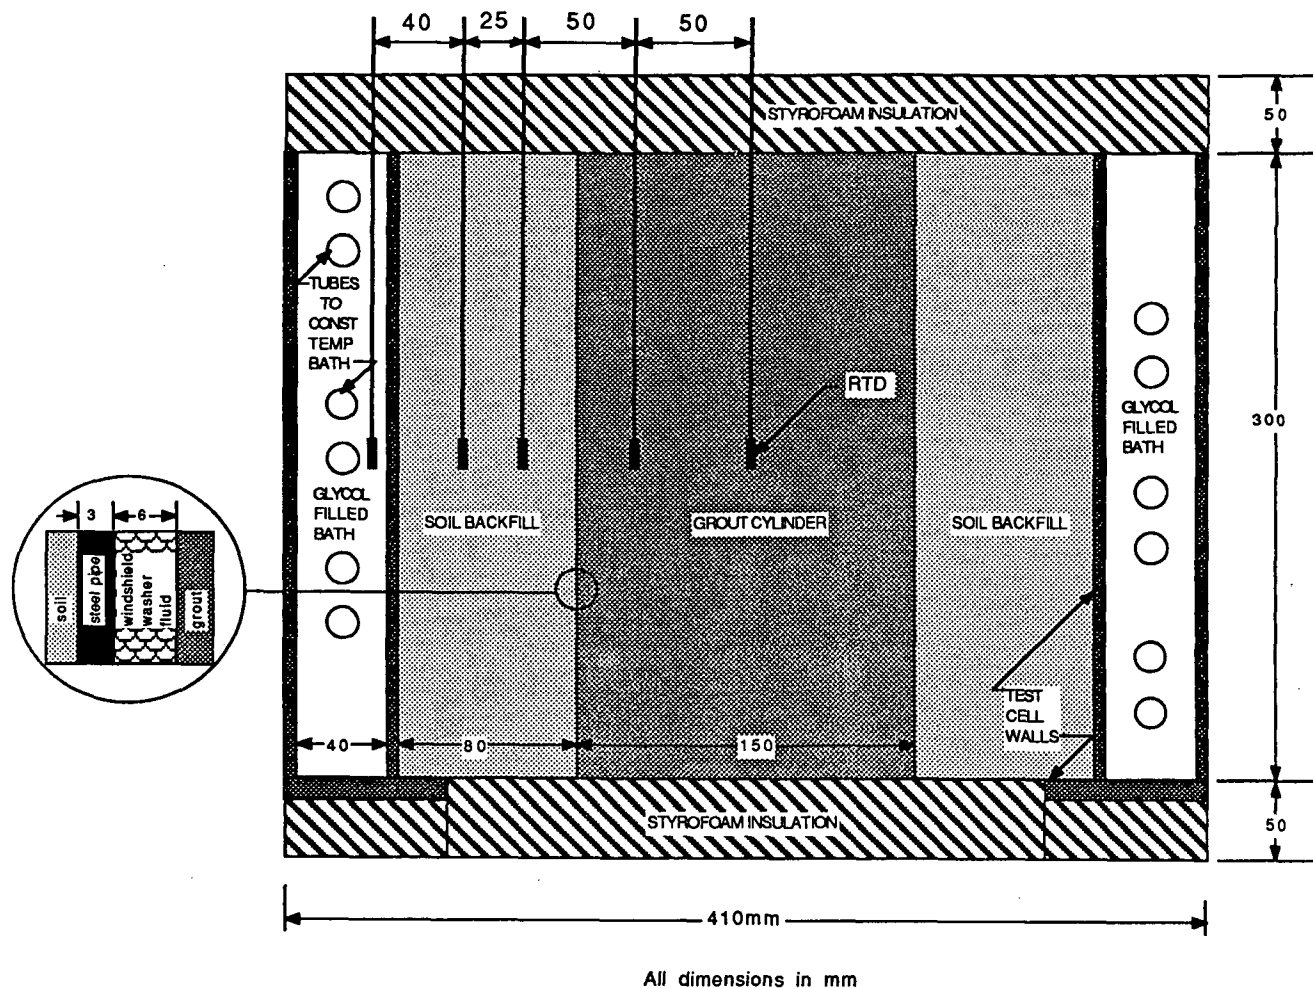 40 25 50 50
STYROFOAM INSULATION
50
TUBES
TO
CONST
TEMP
BATH
RTD
GLYCOL
FILLED
BATH
300
GLYCOL
FILLED
BATH
SOIL BACKFILL
GROUT CYLINDER
SOIL BACKFILL
3 6
soil
steel pipe
windshield
washer
fluid
grout
TEST
CELL
WALLS
40 80 150
STYROFOAM INSULATION
50
410mm
All dimensions in mm